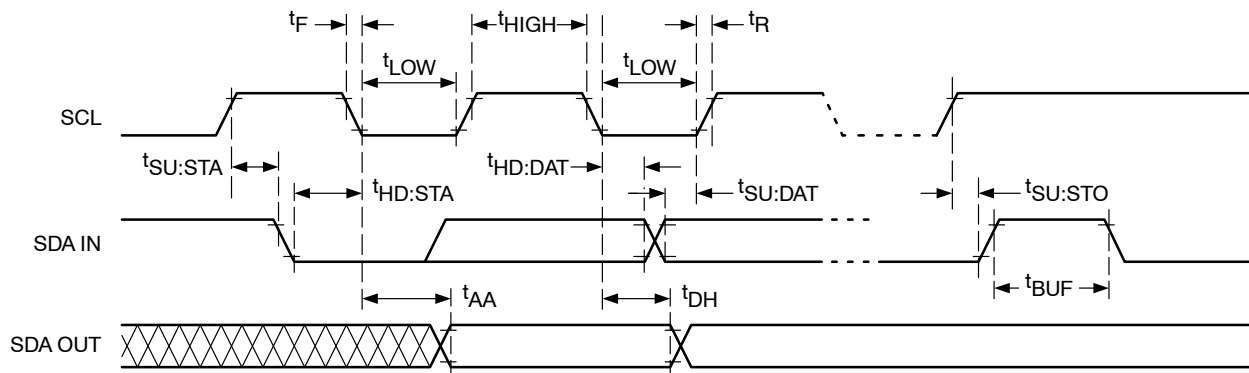 tF
tHIGH
tR
tLOW
tLOW
SCL
tSU:STA
tHD:STA
tHD:DAT
tSU:DAT
tSU:STO
SDA IN
tBUF
tAA
tDH
SDA OUT